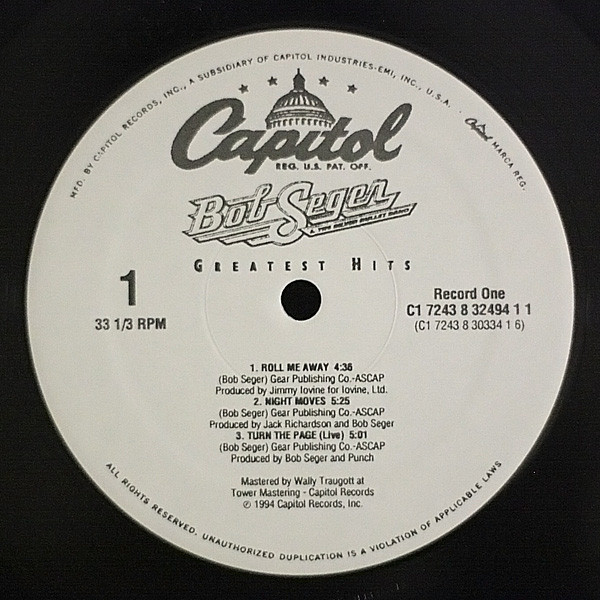 MFD. BY CAPITOL RECORDS, INC., A SUBSIDIARY OF CAPITOL INDUSTRIES-EMI, INC., U.S.A. · Capitol MARCA REG.
Capitol
REG. U.S. PAT. OFF.
Bob Seger
& THE SILVER BULLET BAND
GREATEST HITS
1
33 1/3 RPM
Record One
C1 7243 8 32494 1 1
(C1 7243 8 30334 1 6)
1. ROLL ME AWAY 4:36
(Bob Seger) Gear Publishing Co.-ASCAP
Produced by Jimmy Iovine for Iovine, Ltd.
2. NIGHT MOVES 5:25
(Bob Seger) Gear Publishing Co.-ASCAP
Produced by Jack Richardson and Bob Seger
3. TURN THE PAGE (Live) 5:01
(Bob Seger) Gear Publishing Co.-ASCAP
Produced by Bob Seger and Punch
Mastered by Wally Traugott at
Tower Mastering - Capitol Records
℗ 1994 Capitol Records, Inc.
ALL RIGHTS RESERVED. UNAUTHORIZED DUPLICATION IS A VIOLATION OF APPLICABLE LAWS